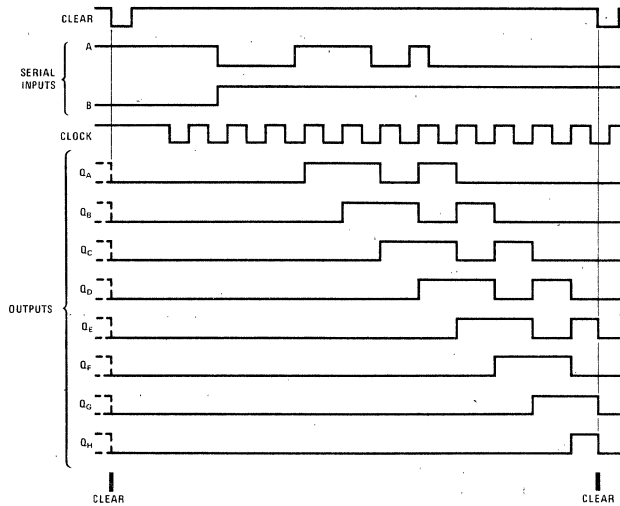 CLEAR
A
SERIAL
INPUTS
B
CLOCK
QA
QB
QC
QD
OUTPUTS
QE
QF
QG
QH
CLEAR
CLEAR